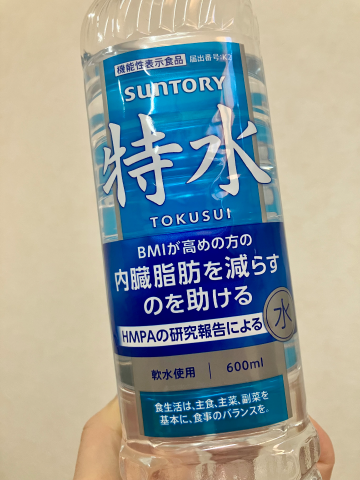 機能性表示食品 届出番号:K2
SUNTORY
特水
TOKUSUI
BMIが高めの方の
内臓脂肪を減らす
のを助ける
HMPAの研究報告による
水
軟水使用 600ml
食生活は、主食、主菜、副菜を
基本に、食事のバランスを。